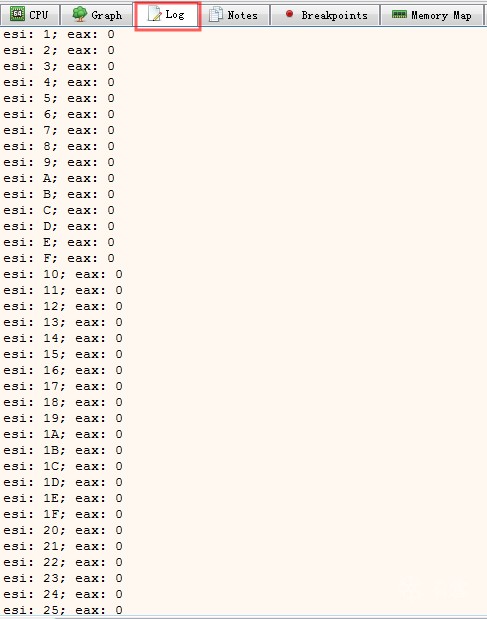 CPU Graph Log Notes Breakpoints Memory Map
esi: 1; eax: 0
esi: 2; eax: 0
esi: 3; eax: 0
esi: 4; eax: 0
esi: 5; eax: 0
esi: 6; eax: 0
esi: 7; eax: 0
esi: 8; eax: 0
esi: 9; eax: 0
esi: A; eax: 0
esi: B; eax: 0
esi: C; eax: 0
esi: D; eax: 0
esi: E; eax: 0
esi: F; eax: 0
esi: 10; eax: 0
esi: 11; eax: 0
esi: 12; eax: 0
esi: 13; eax: 0
esi: 14; eax: 0
esi: 15; eax: 0
esi: 16; eax: 0
esi: 17; eax: 0
esi: 18; eax: 0
esi: 19; eax: 0
esi: 1A; eax: 0
esi: 1B; eax: 0
esi: 1C; eax: 0
esi: 1D; eax: 0
esi: 1E; eax: 0
esi: 1F; eax: 0
esi: 20; eax: 0
esi: 21; eax: 0
esi: 22; eax: 0
esi: 23; eax: 0
esi: 24; eax: 0
esi: 25; eax: 0